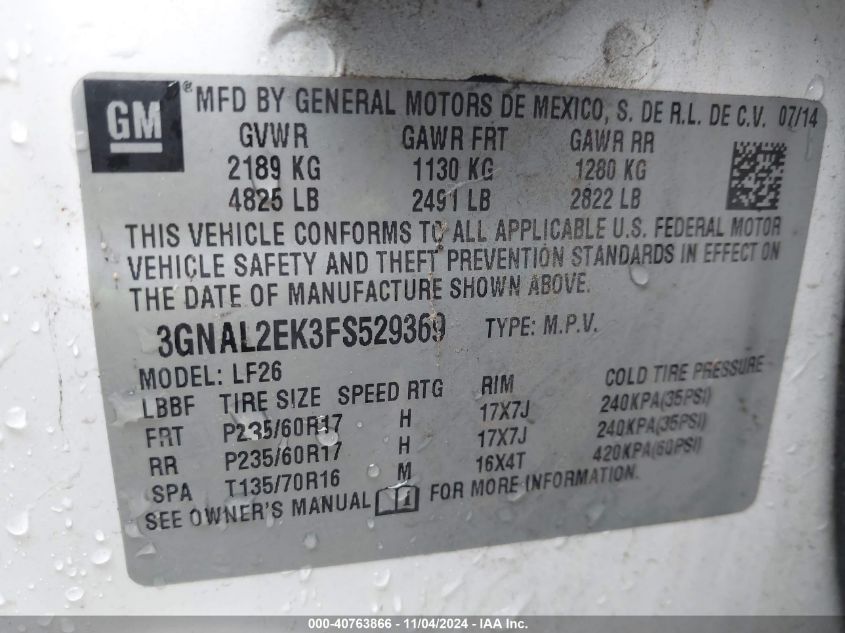 GM ® MFD BY GENERAL MOTORS DE MEXICO, S. DE R.L. DE C.V. 07/14
GVWR GAWR FRT GAWR RR
2189 KG 1130 KG 1280 KG
4825 LB 2491 LB 2822 LB
THIS VEHICLE CONFORMS TO ALL APPLICABLE U.S. FEDERAL MOTOR
VEHICLE SAFETY AND THEFT PREVENTION STANDARDS IN EFFECT ON
THE DATE OF MANUFACTURE SHOWN ABOVE.
3GNAL2EK3FS529369 TYPE: M.P.V.
MODEL: LF26
LBBF TIRE SIZE SPEED RTG RIM COLD TIRE PRESSURE
FRT P235/60R17 H 17X7J 240KPA(35PSI)
RR P235/60R17 H 17X7J 240KPA(35PSI)
SPA T135/70R16 M 16X4T 420KPA(60PSI)
SEE OWNER'S MANUAL FOR MORE INFORMATION.
000-40763866 - 11/04/2024 - IAA Inc.